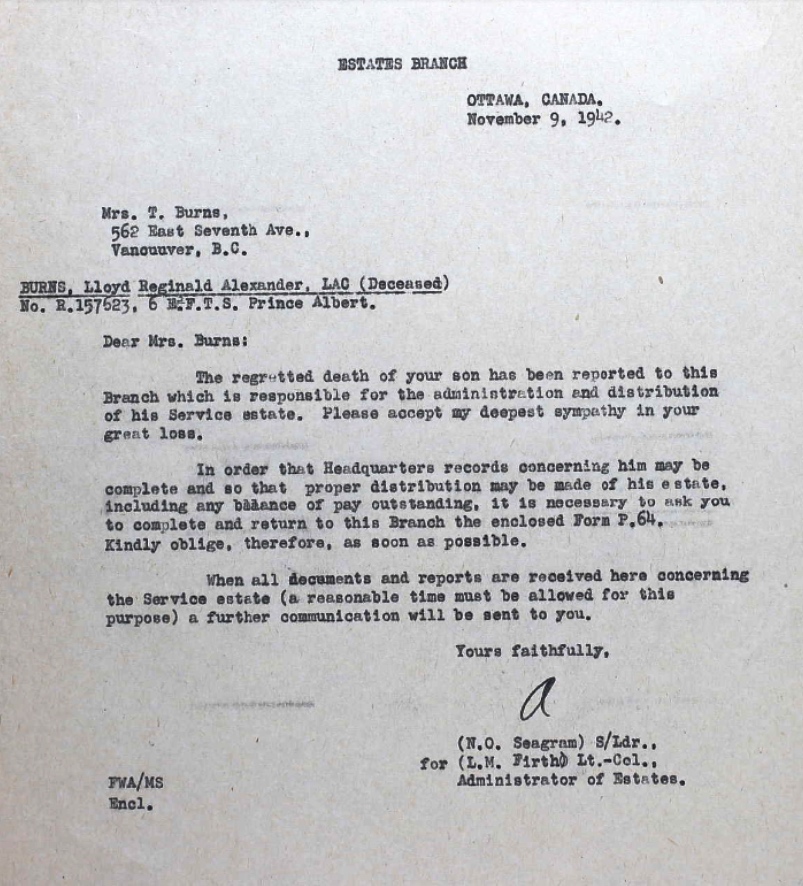 ESTATES BRANCH
OTTAWA, CANADA.
November 9, 1942.
Mrs. T. Burns,
562 East Seventh Ave.,
Vancouver, B.C.
BURNS, Lloyd Reginald Alexander, LAC (Deceased)
No. R.157623, 6 E.F.T.S. Prince Albert.
Dear Mrs. Burns:
The regretted death of your son has been reported to this
Branch which is responsible for the administration and distribution
of his Service estate. Please accept my deepest sympathy in your
great loss.
In order that Headquarters records concerning him may be
complete and so that proper distribution may be made of his estate,
including any balance of pay outstanding, it is necessary to ask you
to complete and return to this Branch the enclosed Form P.64.
Kindly oblige, therefore, as soon as possible.
When all documents and reports are received here concerning
the Service estate (a reasonable time must be allowed for this
purpose) a further communication will be sent to you.
Yours faithfully,
(N.O. Seagram) S/Ldr.,
for (L.M. Firth) Lt.-Col.,
Administrator of Estates.
FWA/MS
Encl.